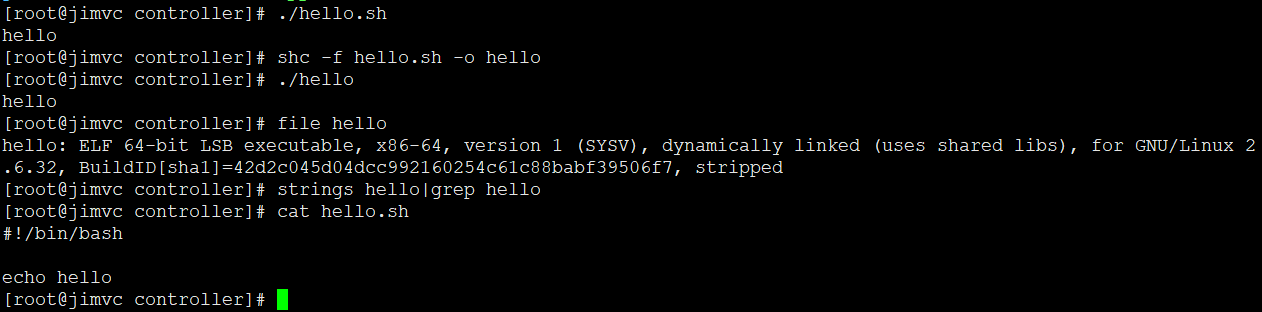 [root@jimvc controller]# ./hello.sh
hello
[root@jimvc controller]# shc -f hello.sh -o hello
[root@jimvc controller]# ./hello
hello
[root@jimvc controller]# file hello
hello: ELF 64-bit LSB executable, x86-64, version 1 (SYSV), dynamically linked (uses shared libs), for GNU/Linux 2
.6.32, BuildID[sha1]=42d2c045d04dcc992160254c61c88babf39506f7, stripped
[root@jimvc controller]# strings hello|grep hello
[root@jimvc controller]# cat hello.sh
#!/bin/bash

echo hello
[root@jimvc controller]#